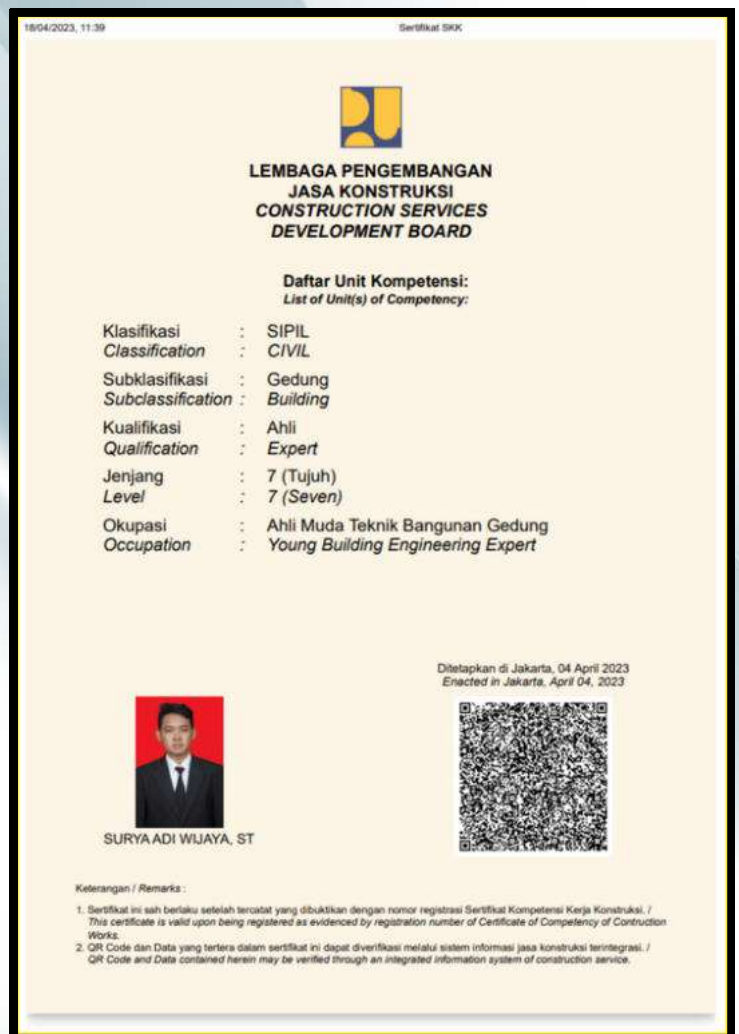 18/04/2023, 11:39
Sertifikat SKK
LEMBAGA PENGEMBANGAN
JASA KONSTRUKSI
CONSTRUCTION SERVICES
DEVELOPMENT BOARD
Daftar Unit Kompetensi:
List of Unit(s) of Competency:
Klasifikasi : SIPIL
Classification : CIVIL
Subklasifikasi : Gedung
Subclassification : Building
Kualifikasi : Ahli
Qualification : Expert
Jenjang : 7 (Tujuh)
Level : 7 (Seven)
Okupasi : Ahli Muda Teknik Bangunan Gedung
Occupation : Young Building Engineering Expert
Ditetapkan di Jakarta, 04 April 2023
Enacted in Jakarta, April 04, 2023
SURYA ADI WIJAYA, ST
Keterangan / Remarks :
1. Sertifikat ini sah berlaku setelah tercatat yang dibuktikan dengan nomor registrasi Sertifikat Kompetensi Kerja Konstruksi. /
This certificate is valid upon being registered as evidenced by registration number of Certificate of Competency of Contruction
Works.
2. QR Code dan Data yang tertera dalam sertifikat ini dapat diverifikasi melalui sistem informasi jasa konstruksi terintegrasi. /
QR Code and Data contained herein may be verified through an integrated information system of construction service.